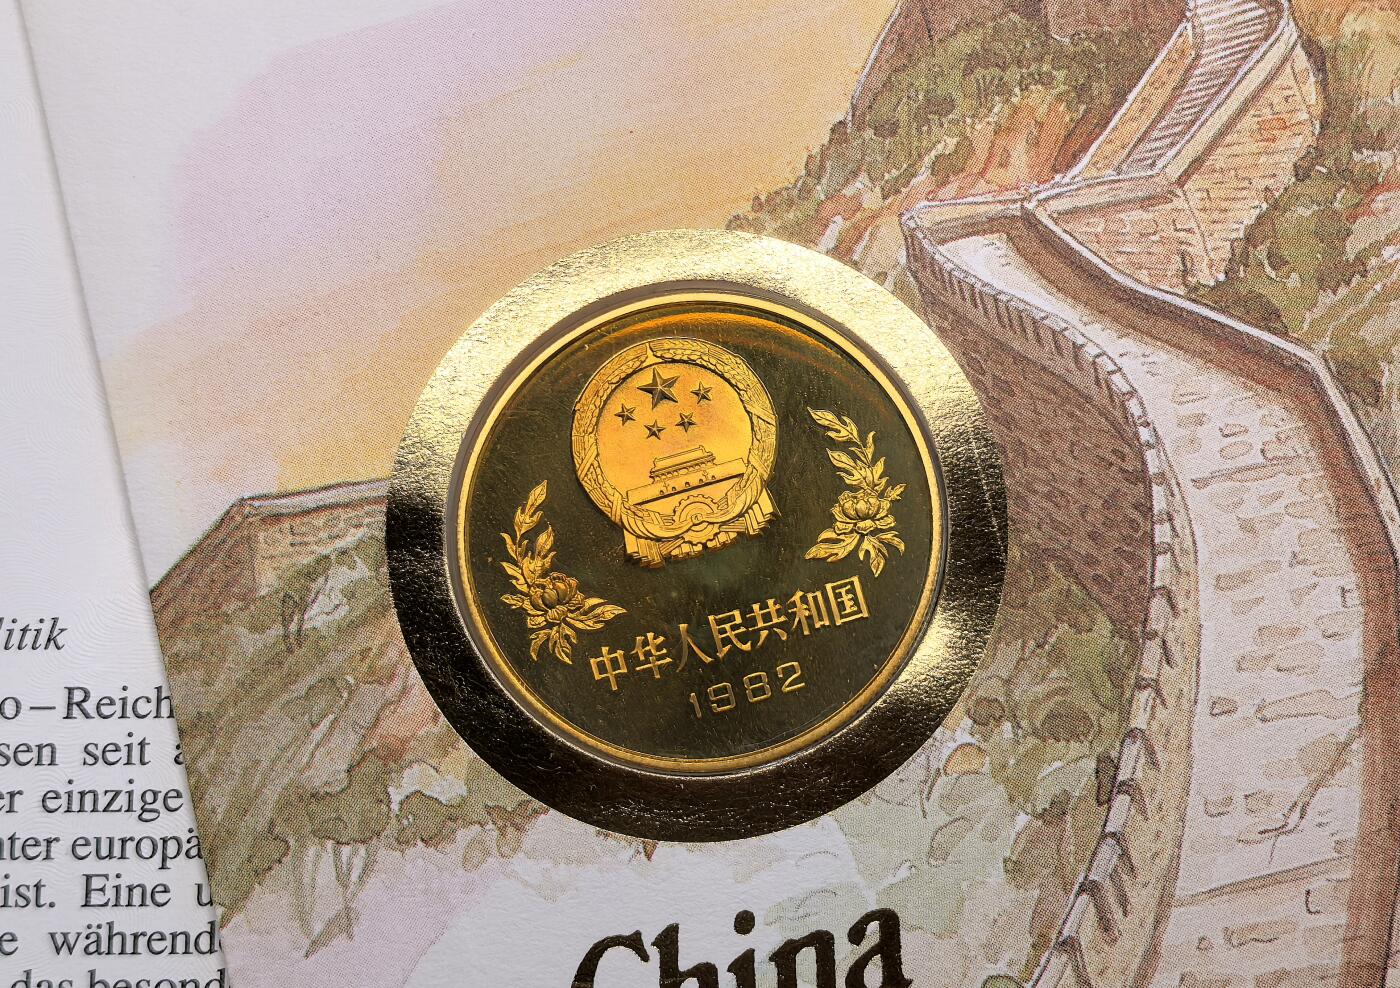 中华人民共和国
1982
China
litik
o – Reich
sen seit
er einzige
nter europä
ist. Eine u
e während
das besond